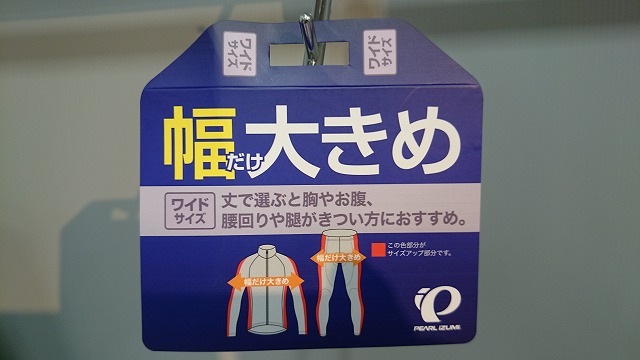 ワイド
サイズ
ワイド
サイズ
幅だけ大きめ
ワイド
サイズ
丈で選ぶと胸やお腹、
腰回りや腿がきつい方におすすめ。
幅だけ大きめ
幅だけ大きめ
この色部分が
サイズアップ部分です。
PEARL iZUMi